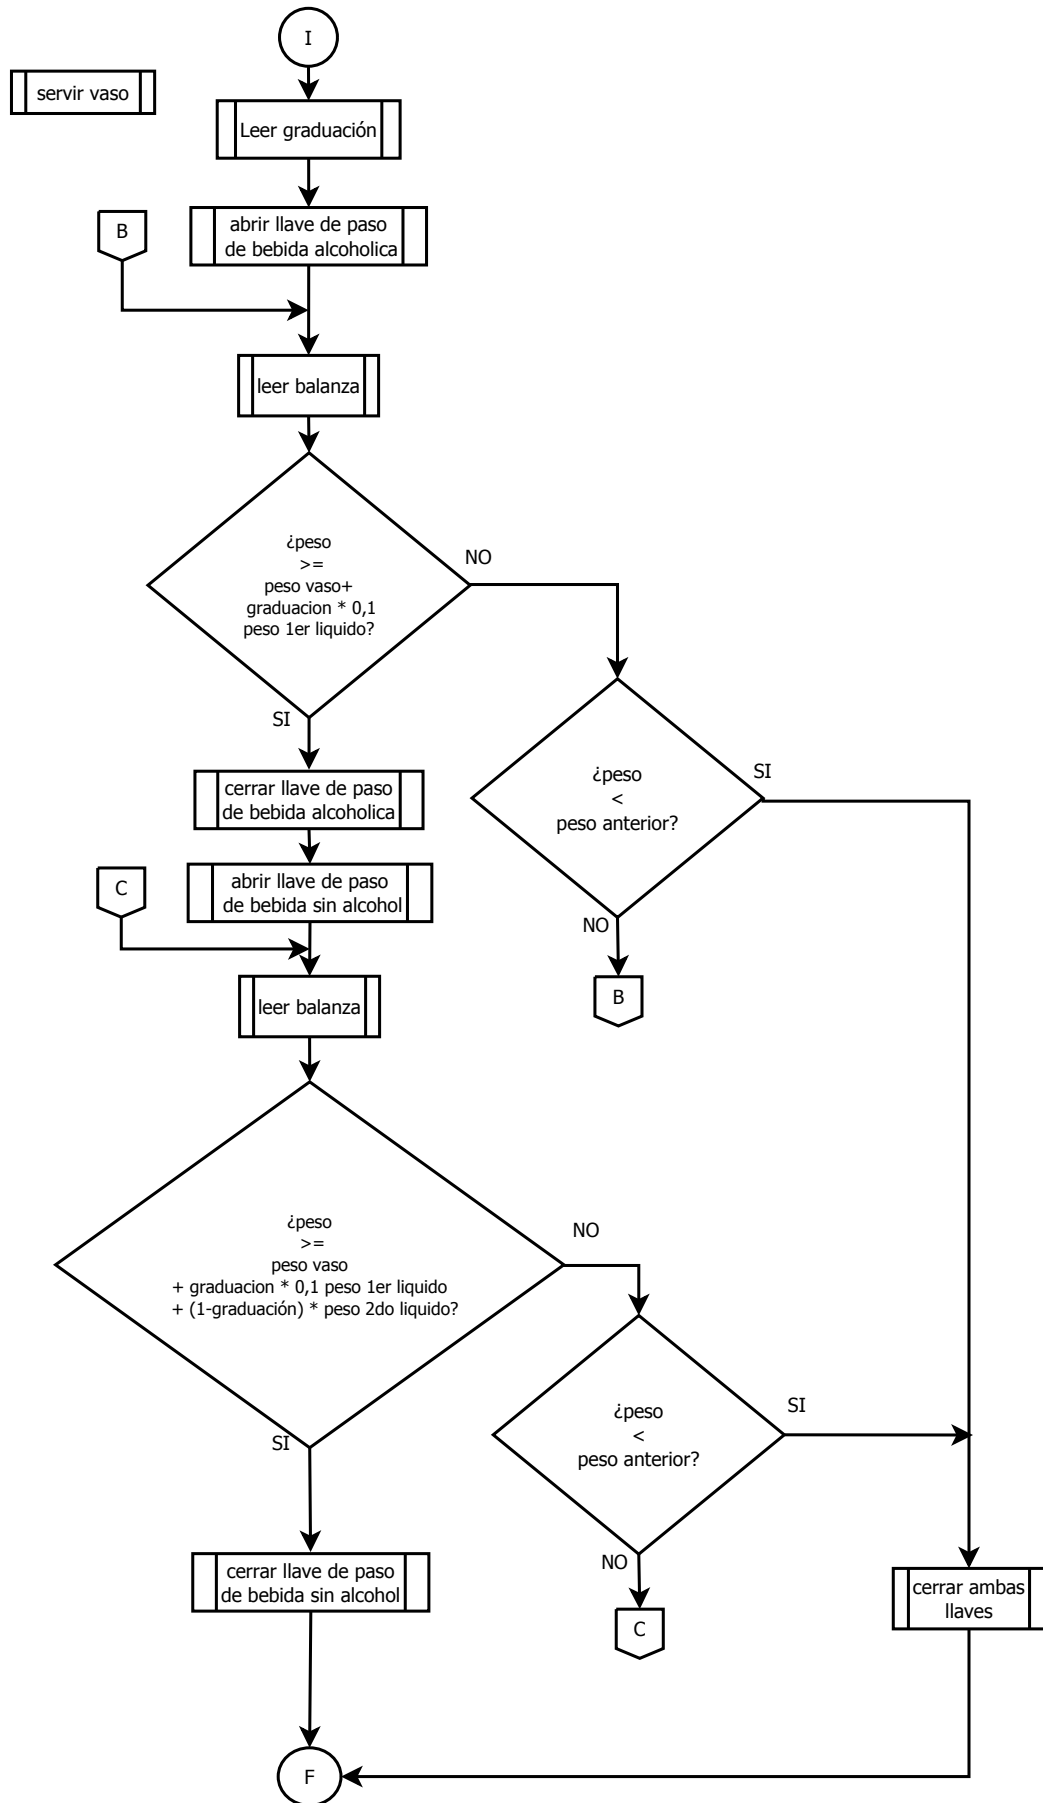 I
servir vaso
Leer graduación
abrir llave de paso
de bebida alcoholica
B
leer balanza
¿peso
>=
peso vaso+
graduacion * 0,1
peso 1er liquido?
NO
SI
¿peso
<
peso anterior?
SI
NO
B
cerrar llave de paso
de bebida alcoholica
abrir llave de paso
de bebida sin alcohol
C
leer balanza
¿peso
>=
peso vaso
+ graduacion * 0,1 peso 1er liquido
+ (1-graduación) * peso 2do liquido?
NO
SI
¿peso
<
peso anterior?
SI
NO
C
cerrar llave de paso
de bebida sin alcohol
cerrar ambas
llaves
F